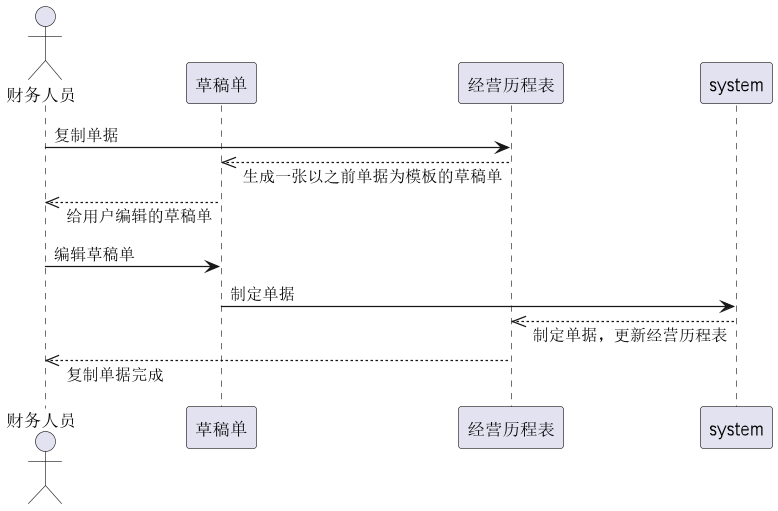 财务人员
草稿单
经营历程表
system
复制单据
生成一张以之前单据为模板的草稿单
给用户编辑的草稿单
编辑草稿单
制定单据
制定单据，更新经营历程表
复制单据完成
财务人员
草稿单
经营历程表
system